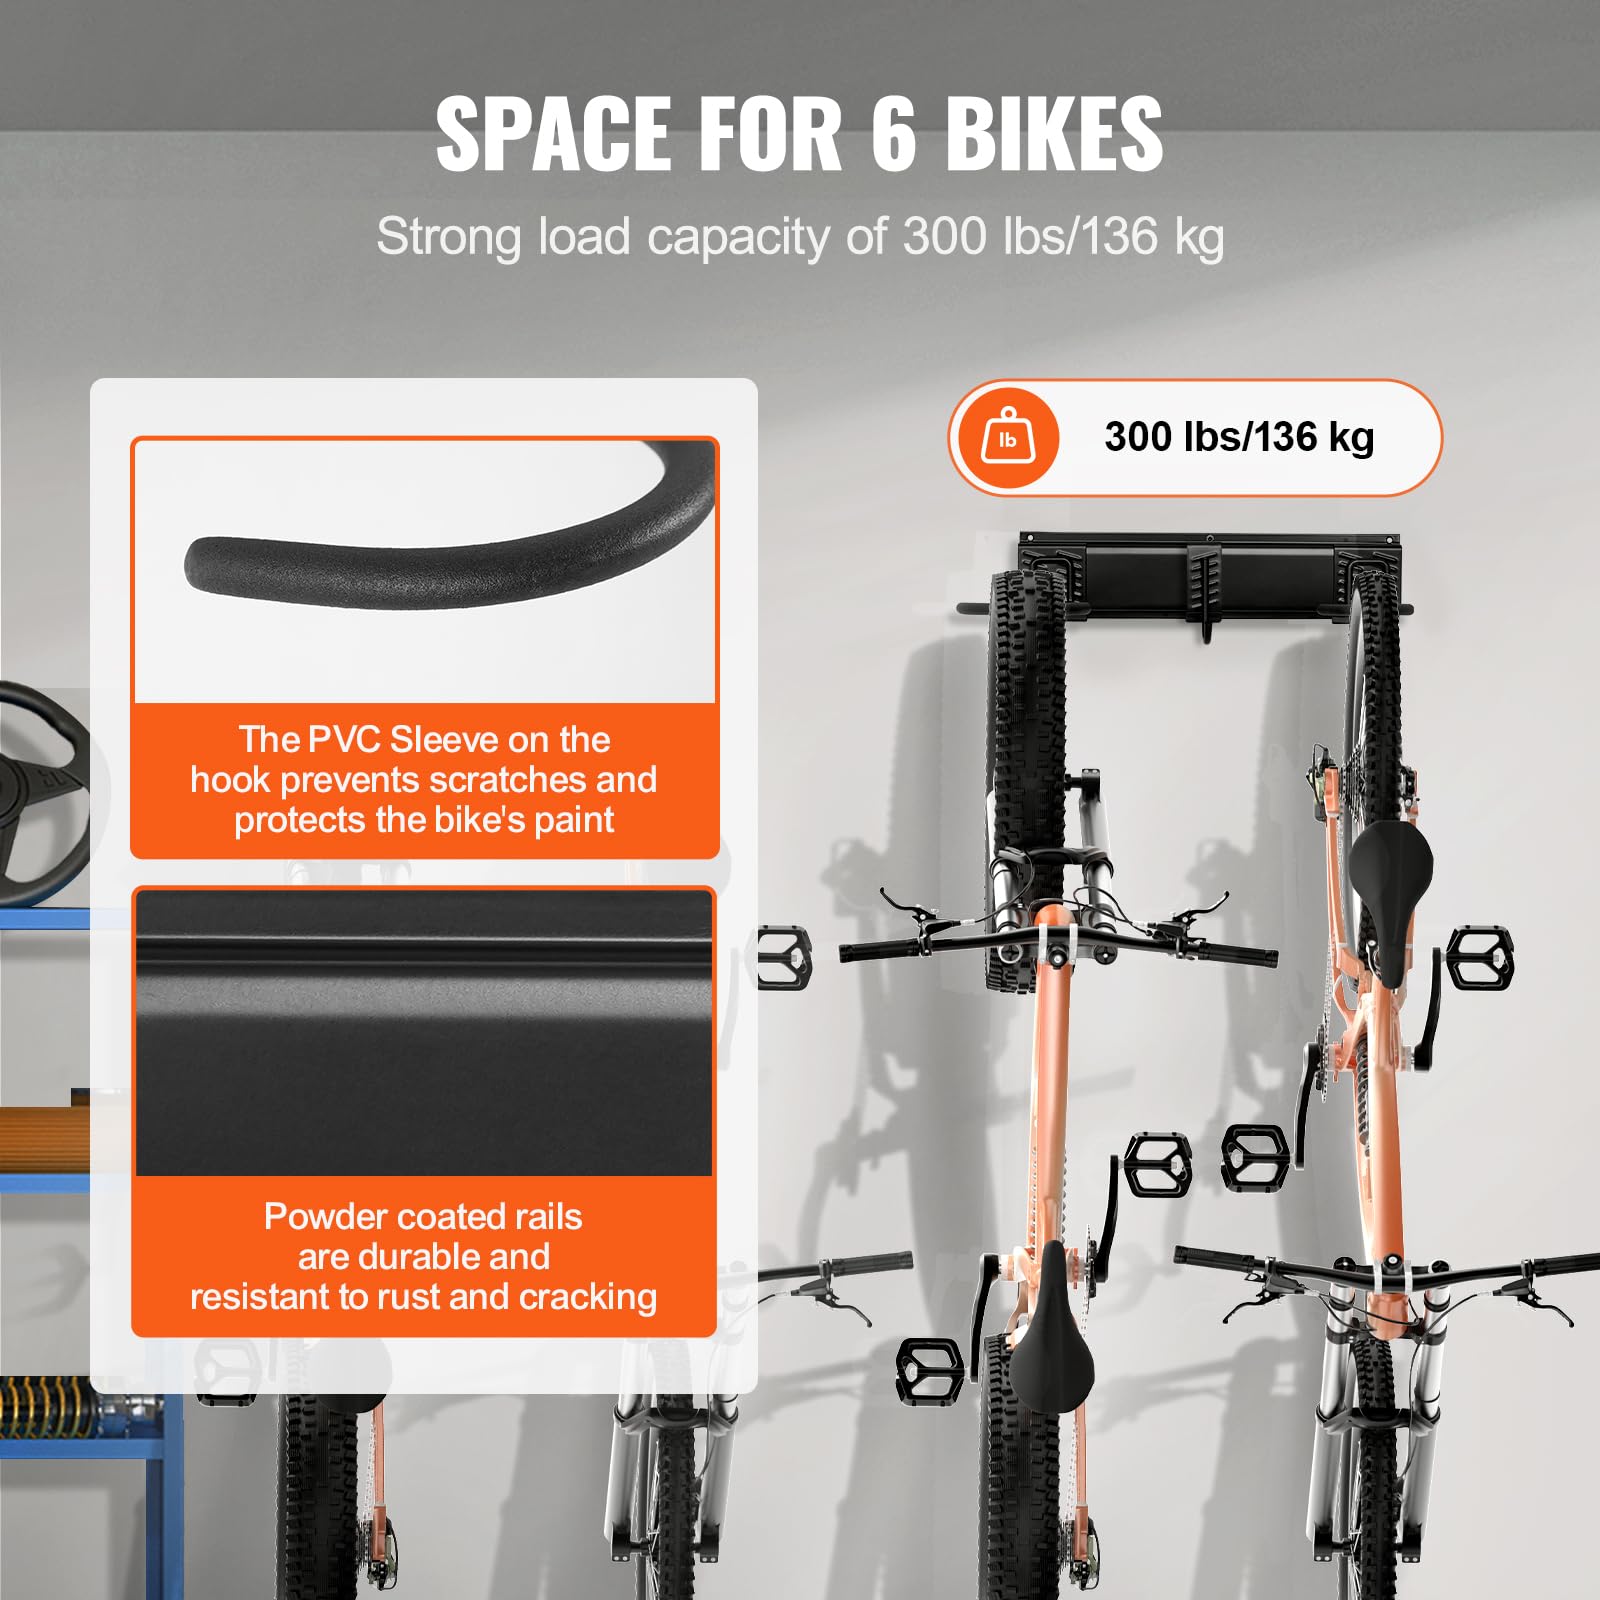 SPACE FOR 6 BIKES
Strong load capacity of 300 lbs/136 kg
lb
300 lbs/136 kg
The PVC Sleeve on the
hook prevents scratches and
protects the bike's paint
Powder coated rails
are durable and
resistant to rust and cracking